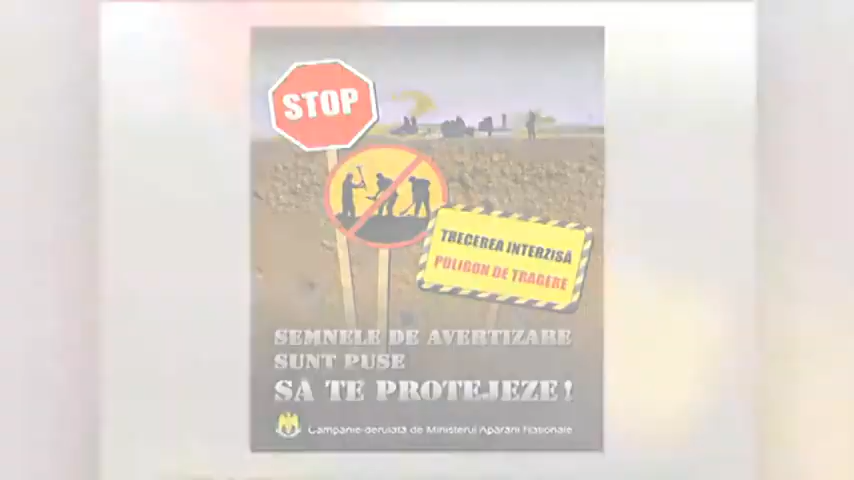 STOP
TRECEREA INTERZISĂ
POLIGON DE TRAGERE
SEMNELE DE AVERTIZARE
SUNT PUSE
SĂ TE PROTEJEZE!
Campanie derulată de Ministerul Apărării Naționale